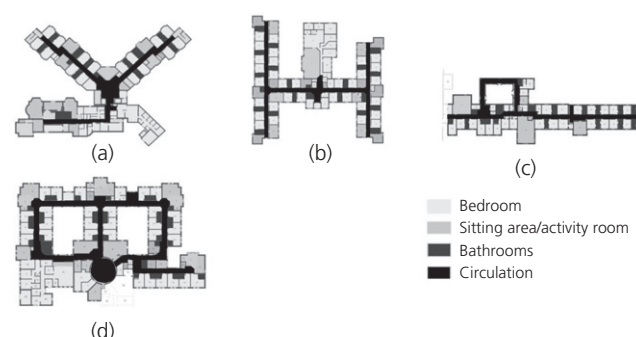 (a)
(b)
(c)
Bedroom
Sitting area/activity room
Bathrooms
Circulation
(d)